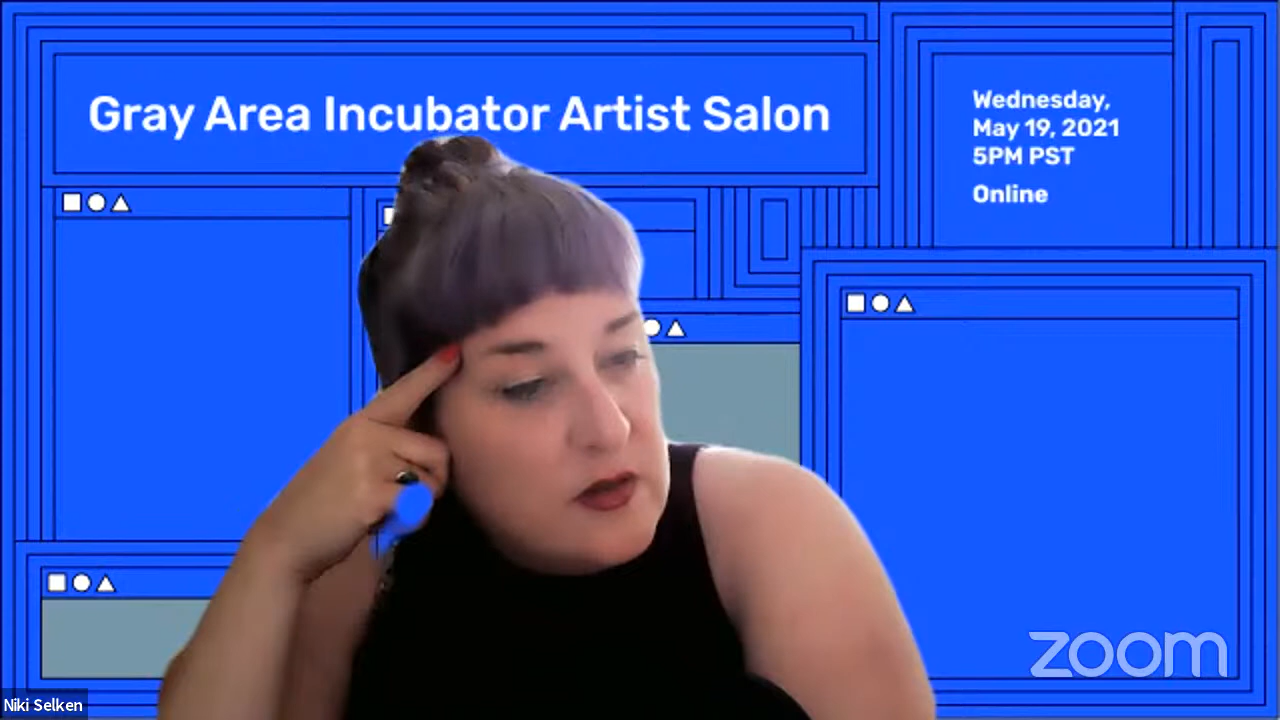 Gray Area Incubator Artist Salon
Wednesday,
May 19, 2021
5PM PST
Online
zoom
Niki Selken